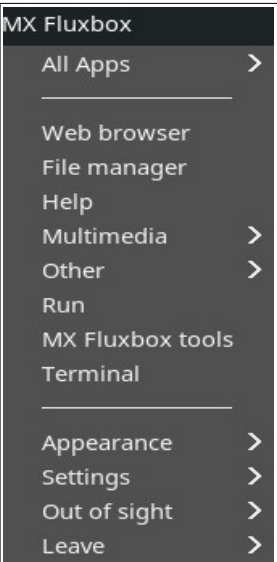 MX Fluxbox
All Apps
Web browser
File manager
Help
Multimedia
Other
Run
MX Fluxbox tools
Terminal
Appearance
Settings
Out of sight
Leave